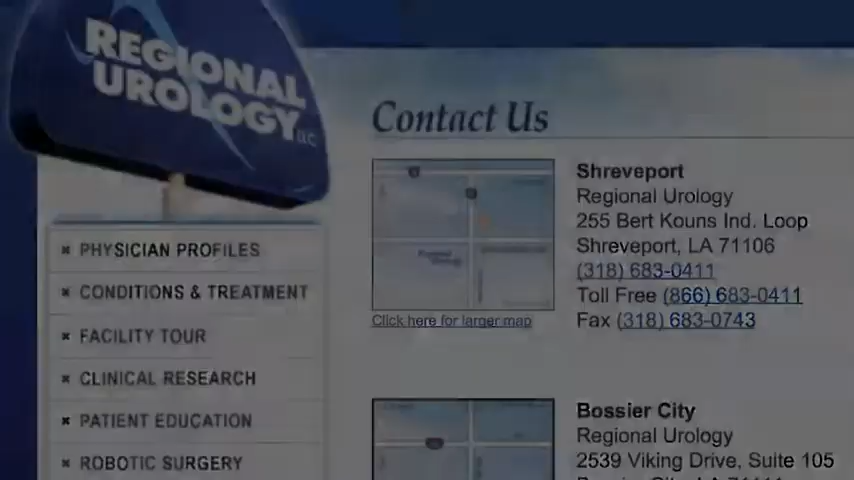 REGIONAL
UROLOGY LLC
Contact Us
Shreveport
Regional Urology
255 Bert Kouns Ind. Loop
Shreveport, LA 71106
(318) 683-0411
Toll Free (866) 683-0411
Fax (318) 683-0743
Click here for larger map
PHYSICIAN PROFILES
CONDITIONS & TREATMENT
FACILITY TOUR
CLINICAL RESEARCH
PATIENT EDUCATION
ROBOTIC SURGERY
Bossier City
Regional Urology
2539 Viking Drive, Suite 105